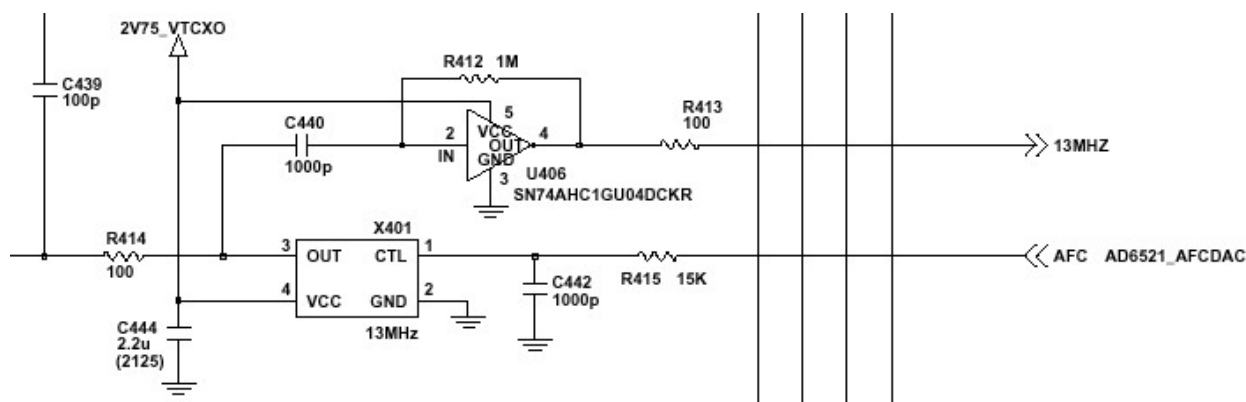 2V75_VTCXO
C439
100p
R412 1M
C440
1000p
2
IN
5
VCC
OUT
GND
4
3
U406
SN74AHC1GU04DCKR
R413
100
13MHZ
R414
100
X401
3
OUT
CTL
1
4
VCC
GND
2
13MHz
C442
1000p
R415 15K
AFC AD6521_AFCDAC
C444
2.2u
(2125)